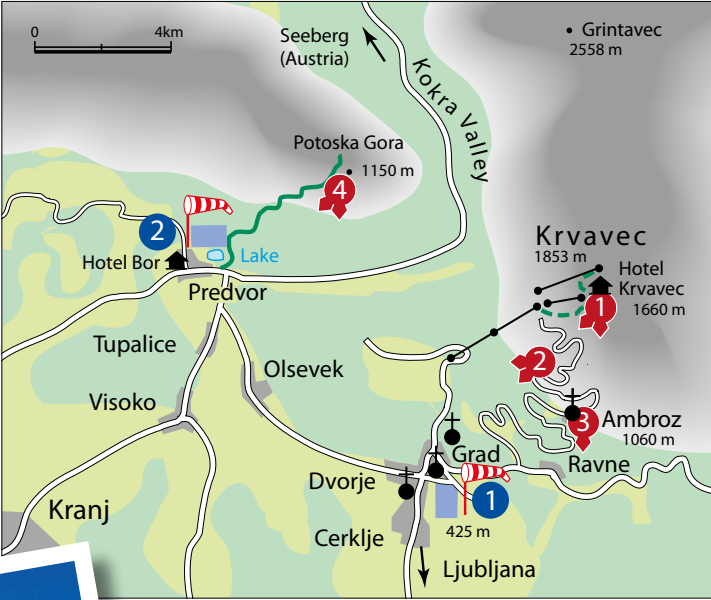 0
4km
Seeberg
(Austria)
Grintavec
2558 m
Kokra Valley
Potoska Gora
1150 m
4
2
Hotel Bor
Lake
Predvor
Krvavec
1853 m
Hotel
Krvavec
1660 m
1
Tupalice
Olsevek
2
Visoko
3
Ambroz
1060 m
Grad
Ravne
Dvorje
1
Kranj
425 m
Cerklje
Ljubljana